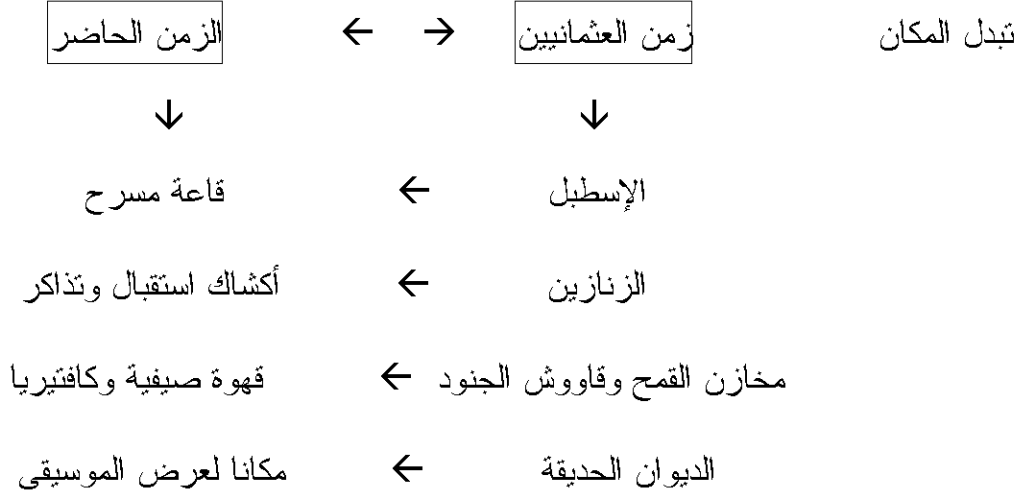 تبدل المكان زمن العثمانيين → ← الزمن الحاضر
↓ ↓
الإسطبل ← قاعة مسرح
الزنازين ← أكشاك استقبال وتذاكر
مخازن القمح وقاووش الجنود ← قهوة صيفية وكافتيريا
الديوان الحديقة ← مكانا لعرض الموسيقى